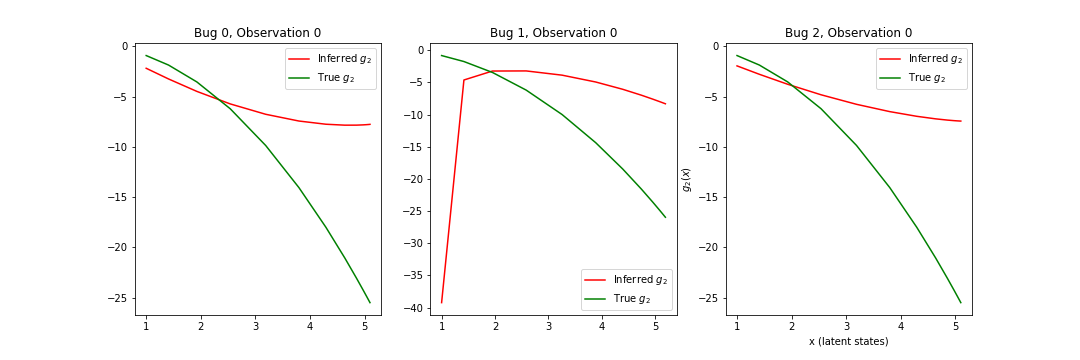 Bug 0, Observation 0
0
−5
−10
−15
−20
−25
1 2 3 4 5
Inferred g₂
True g₂
Bug 1, Observation 0
0
−5
−10
−15
−20
−25
−30
−35
−40
1 2 3 4 5
Inferred g₂
True g₂
Bug 2, Observation 0
g₂(x)
0
−5
−10
−15
−20
−25
1 2 3 4 5
x (latent states)
Inferred g₂
True g₂